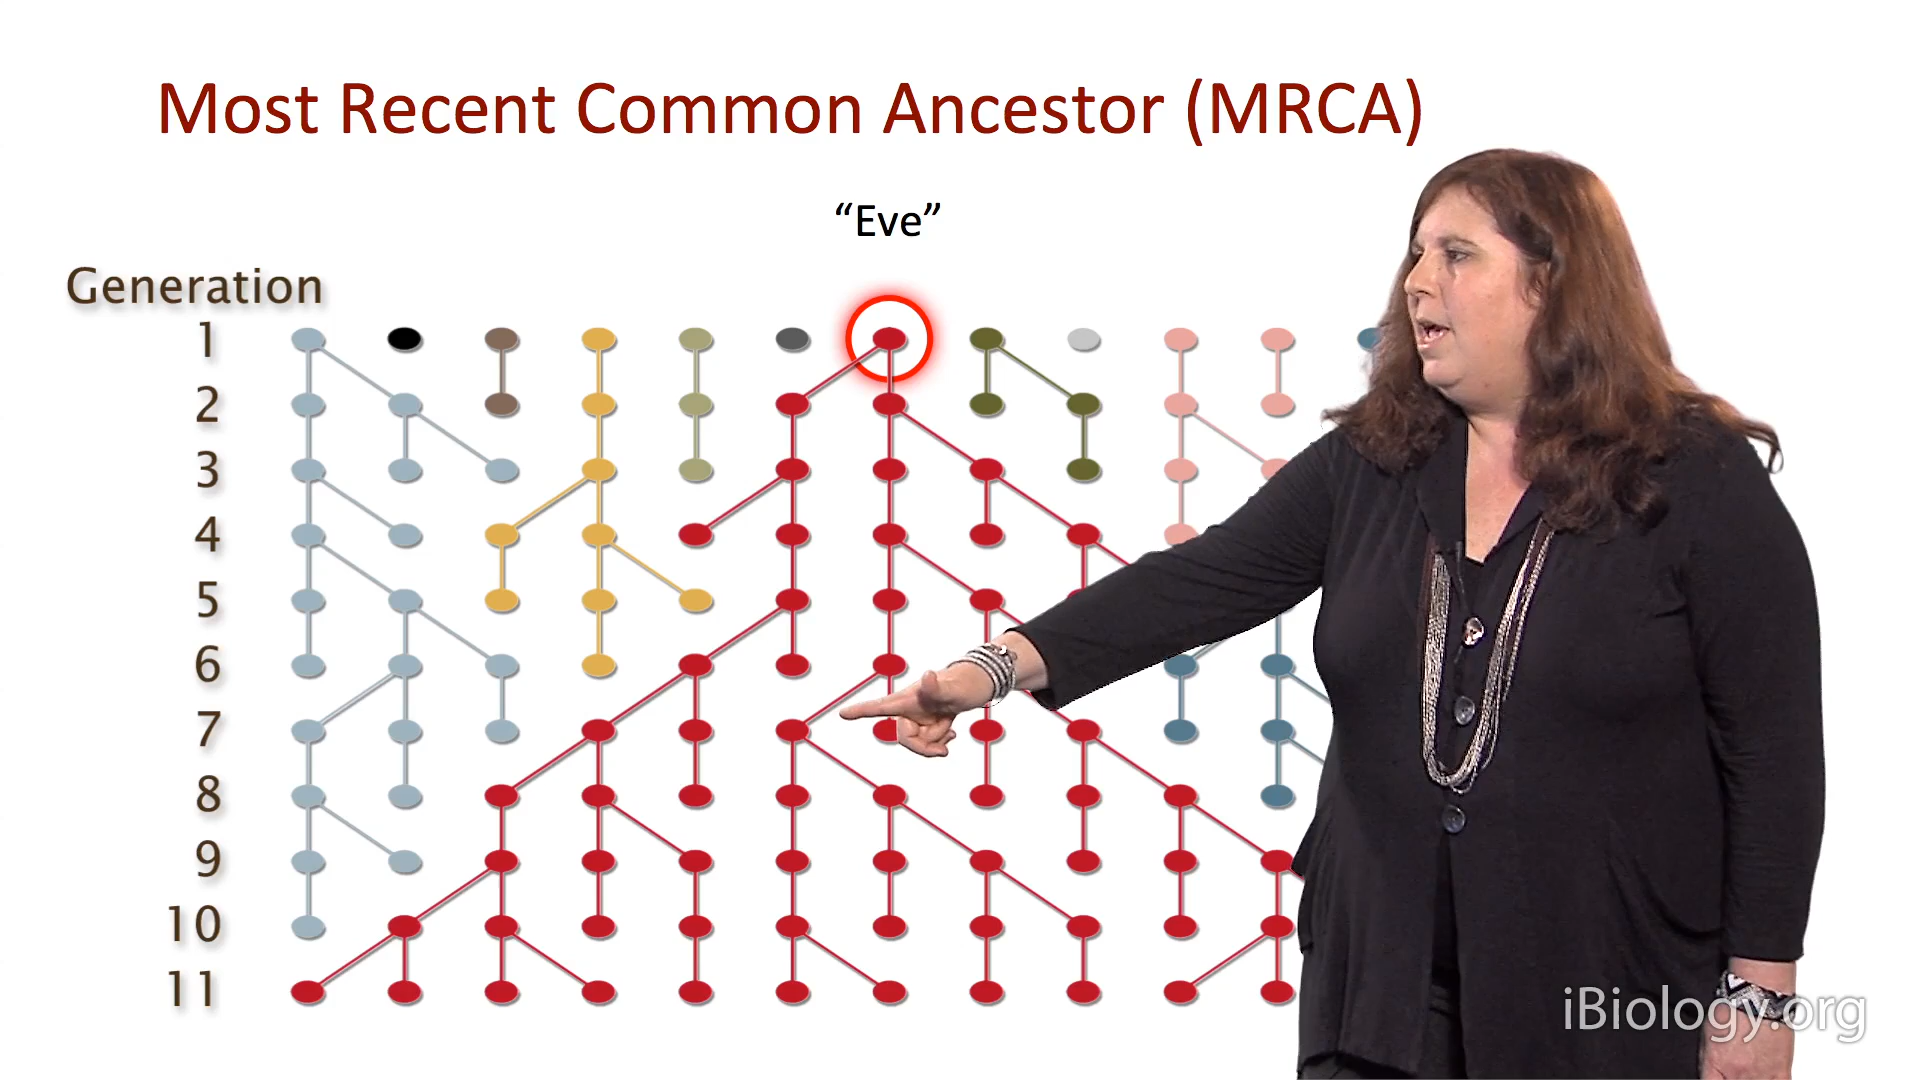 Most Recent Common Ancestor (MRCA)
“Eve”
Generation
1
2
3
4
5
6
7
8
9
10
11
iBiology.org